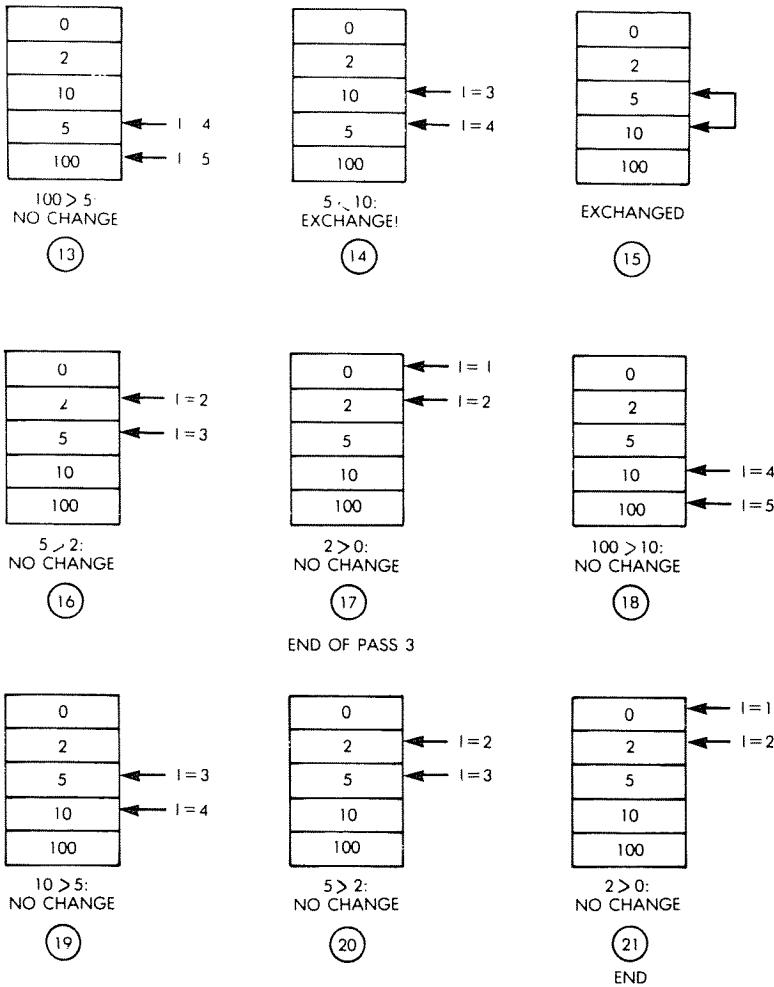 0
2
10
5
100
I 4
I 5
100 > 5
NO CHANGE
13
0
2
10
5
100
I = 3
I = 4
5 10:
EXCHANGE!
14
0
2
5
10
100
EXCHANGED
15
0
2
5
10
100
I = 2
I = 3
5 2:
NO CHANGE
16
0
2
5
10
100
I = 1
I = 2
2 > 0:
NO CHANGE
17
END OF PASS 3
0
2
5
10
100
I = 4
I = 5
100 > 10:
NO CHANGE
18
0
2
5
10
100
I = 3
I = 4
10 > 5:
NO CHANGE
19
0
2
5
10
100
I = 2
I = 3
5 > 2:
NO CHANGE
20
0
2
5
10
100
I = 1
I = 2
2 > 0:
NO CHANGE
21
END